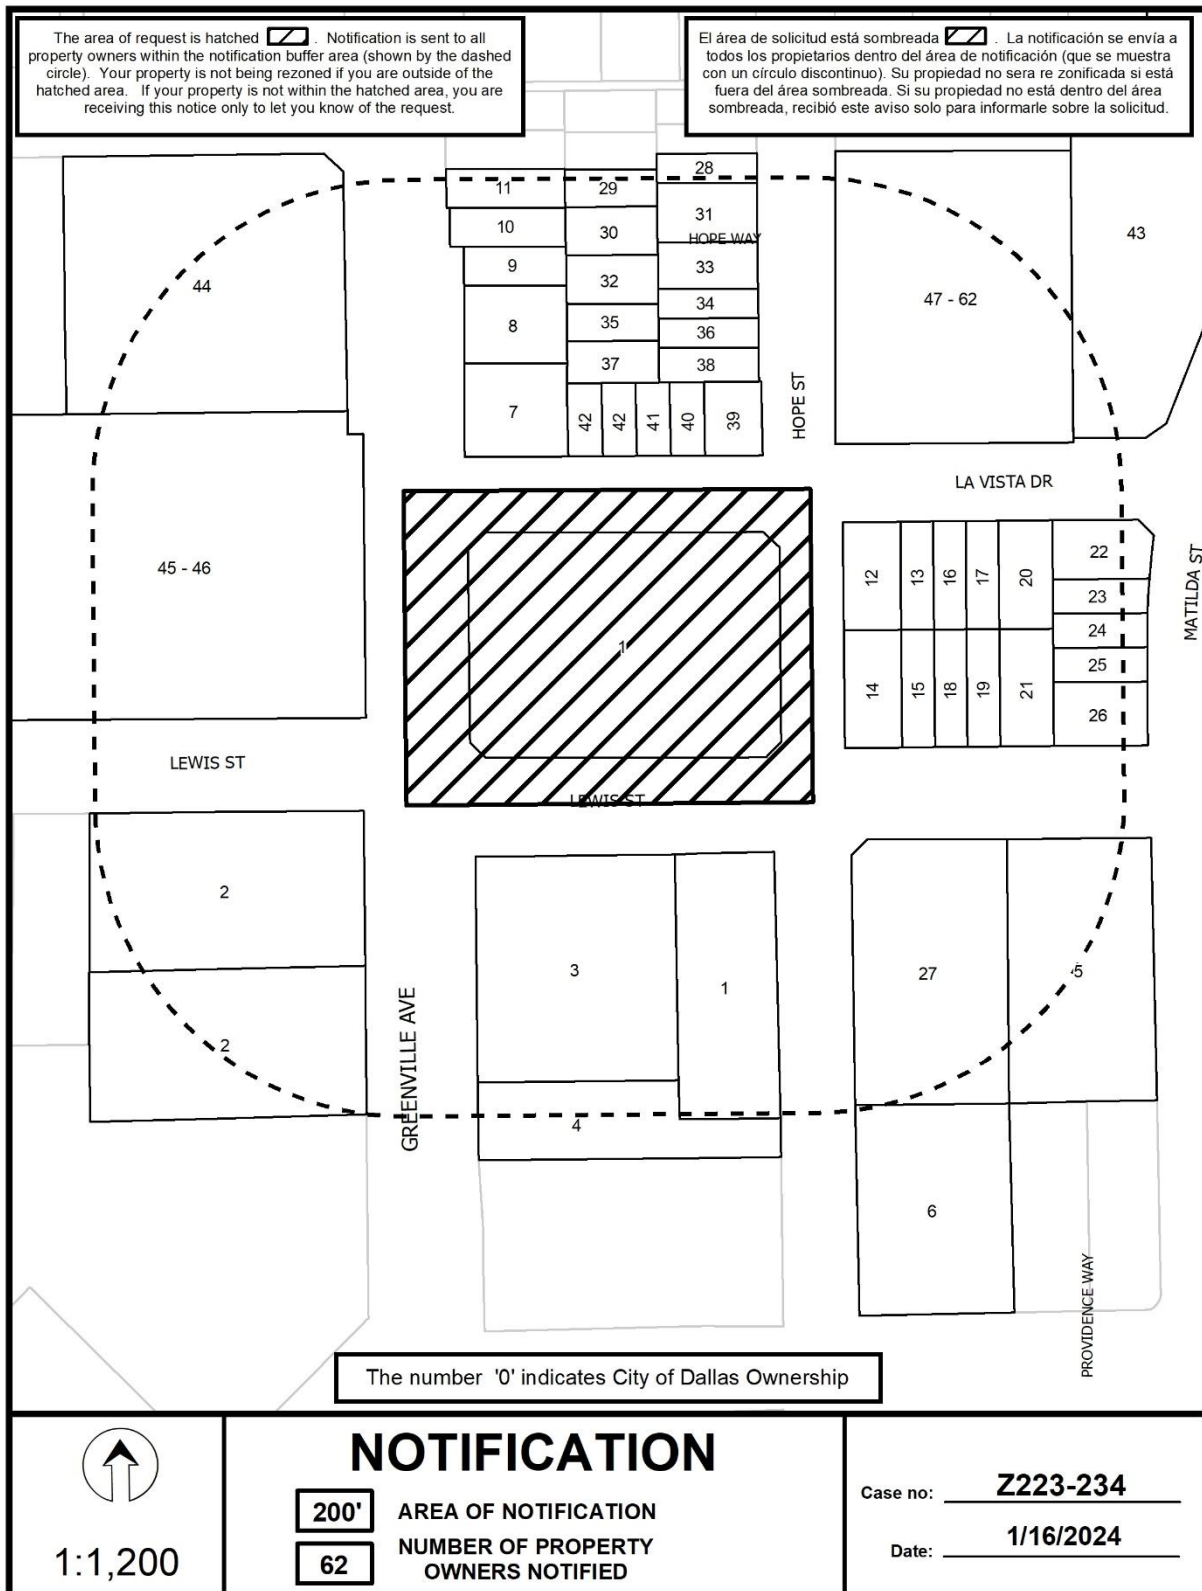 The area of request is hatched . Notification is sent to all
property owners within the notification buffer area (shown by the dashed
circle). Your property is not being rezoned if you are outside of the
hatched area. If your property is not within the hatched area, you are
receiving this notice only to let you know of the request.
El área de solicitud está sombreada . La notificación se envía a
todos los propietarios dentro del área de notificación (que se muestra
con un círculo discontinuo). Su propiedad no sera re zonificada si está
fuera del área sombreada. Si su propiedad no está dentro del área
sombreada, recibió este aviso solo para informarle sobre la solicitud.
28
11
29
31
10
30
43
HOPE WAY
9
33
32
44
47 - 62
34
35
8
36
37
38
HOPE ST
7
42
42
41
40
39
LA VISTA DR
45 - 46
12
13
16
17
20
22
23
24
25
26
MATILDA ST
1
14
15
18
19
21
LEWIS ST
LEWIS ST
2
3
1
27
5
2
GREENVILLE AVE
4
6
PROVIDENCE WAY
The number '0' indicates City of Dallas Ownership
1:1,200
NOTIFICATION
200' AREA OF NOTIFICATION
62 NUMBER OF PROPERTY
OWNERS NOTIFIED
Case no: Z223-234
Date: 1/16/2024